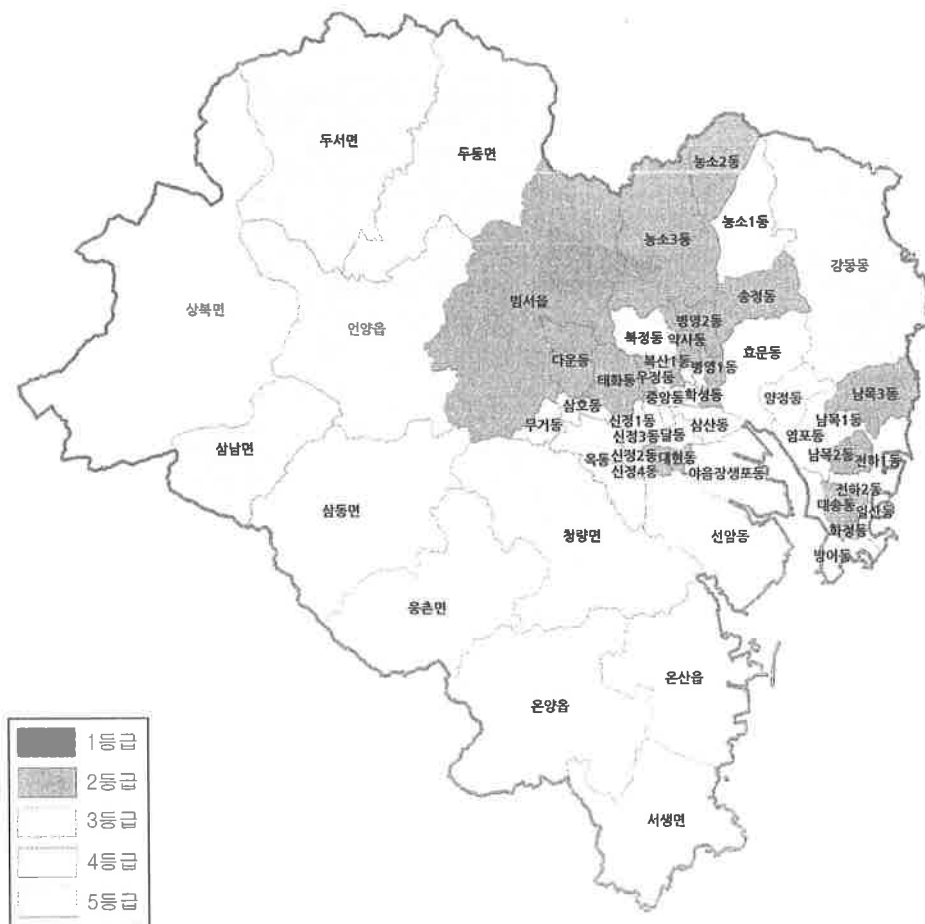 두서면
두동면
농소2동
농소1동
농소3동
강동동
상북면
언양읍
범서읍
송정동
병영2동
북정동
약사동
효문동
다운동
복산1동
병영1동
태화동
우정동
중앙동
학성동
양정동
남목3동
삼호동
무거동
신정1동
삼산동
남목1동
신정3동
달동
염포동
삼남면
옥동
신정2동
대현동
남목2동
전하1동
신정4동
야음장생포동
전하2동
삼동면
대송동
일산동
청량면
선암동
화정동
방어동
웅촌면
온산읍
온양읍
서생면
1등급
2등급
3등급
4등급
5등급